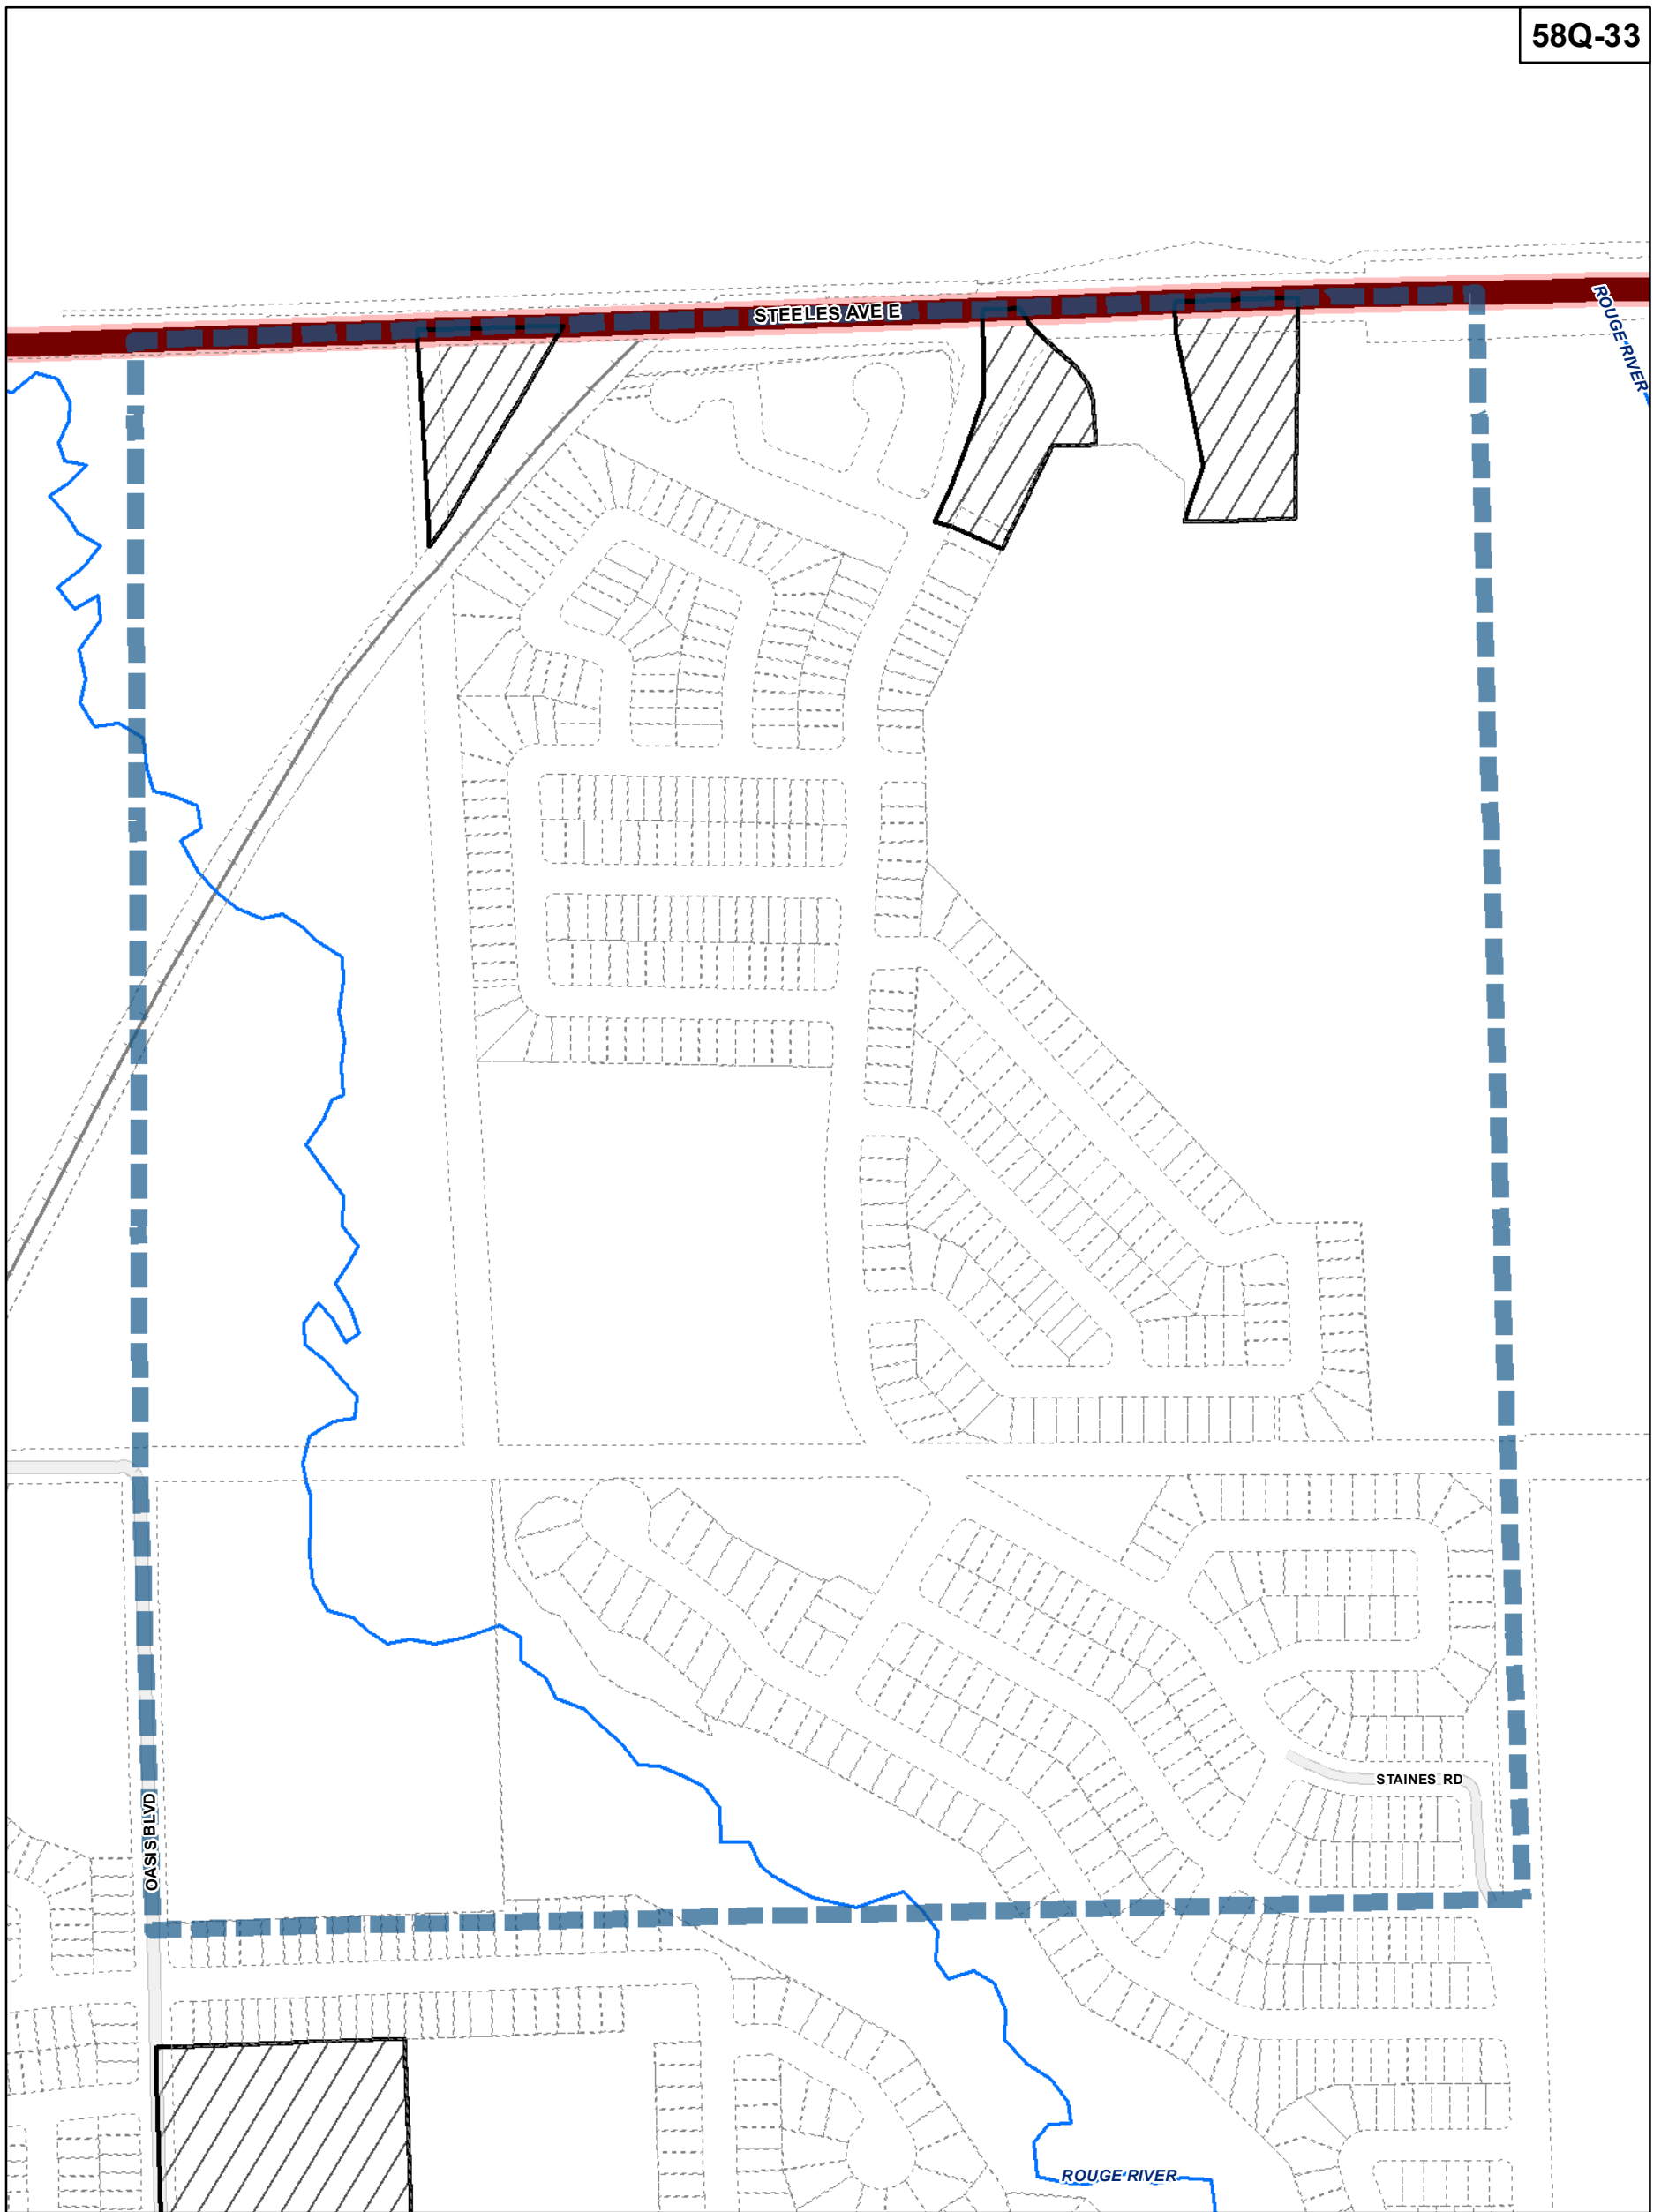 58Q-33
STEELES AVE E
ROUGE RIVER
STAINES RD
OASIS BLVD
ROUGE RIVER